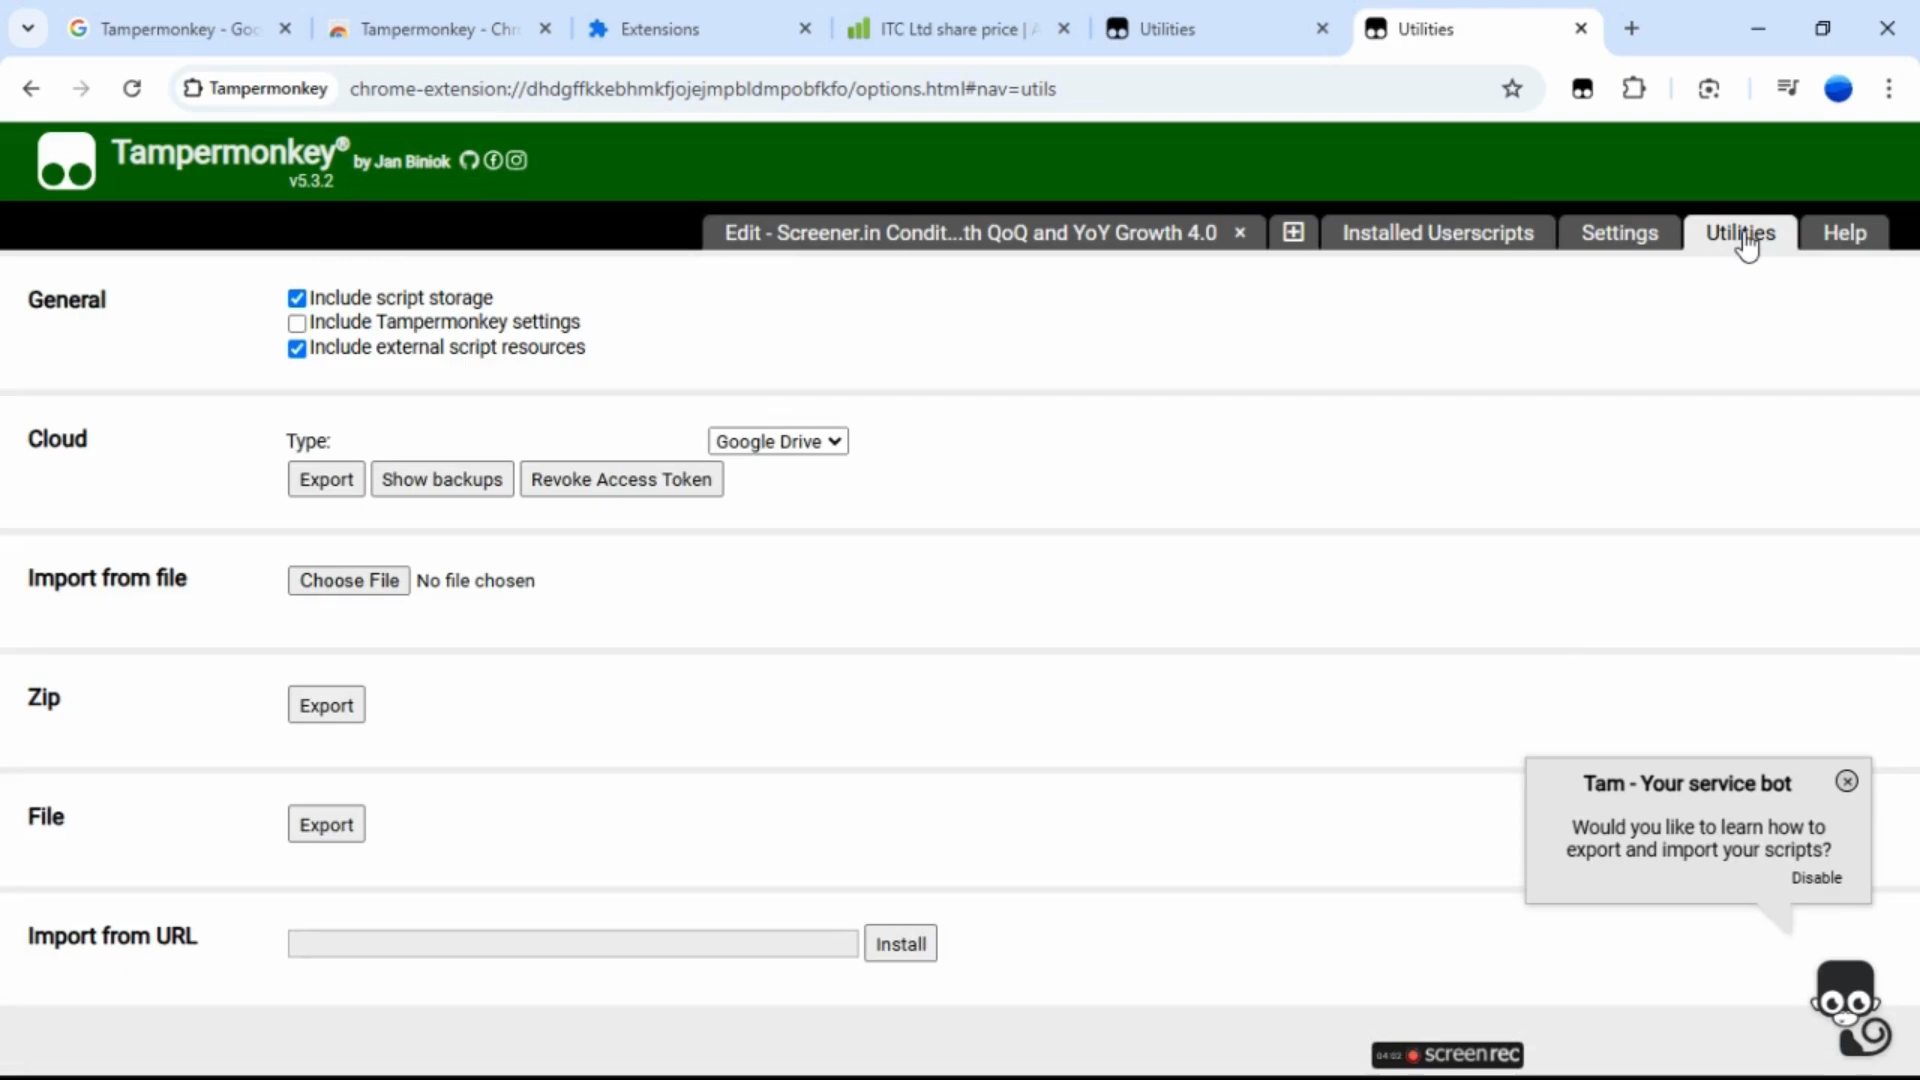 Tampermonkey - Goo
Tampermonkey - Chr
Extensions
ITC Ltd share price |
Utilities
Utilities
Tampermonkey
chrome-extension://dhdgffkkebhmkfjojejmpbldmpobfkfo/options.html#nav=utils
Tampermonkey® by Jan Biniok
v5.3.2
Edit - Screener.in Condit...th QoQ and YoY Growth 4.0
Installed Userscripts
Settings
Utilities
Help
General
Include script storage
Include Tampermonkey settings
Include external script resources
Cloud
Type:
Google Drive
Export
Show backups
Revoke Access Token
Import from file
Choose File No file chosen
Zip
Export
File
Export
Import from URL
Install
Tam - Your service bot
Would you like to learn how to
export and import your scripts?
Disable
04:02 screenrec